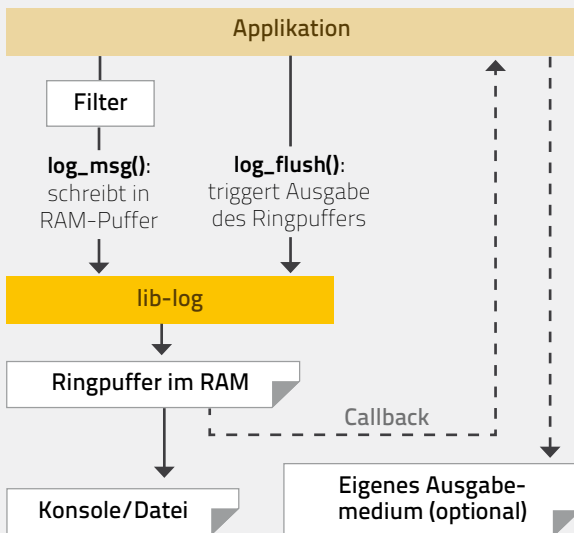 Applikation
Filter
log_msg():
schreibt in
RAM-Puffer
log_flush():
triggert Ausgabe
des Ringpuffers
lib-log
Ringpuffer im RAM
Callback
Konsole/Datei
Eigenes Ausgabe-
medium (optional)